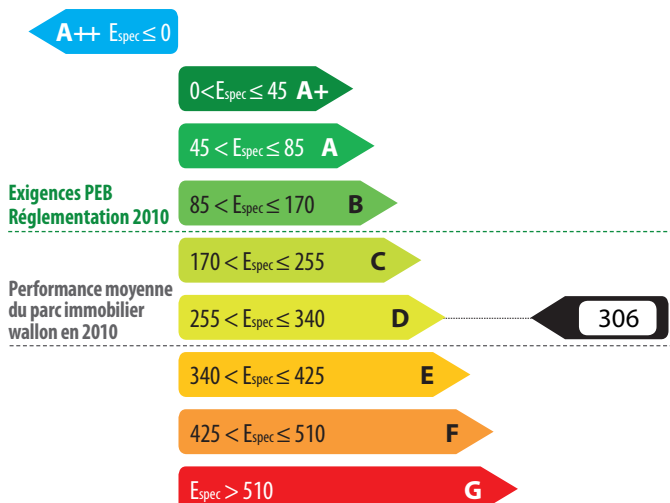 A++ Espec ≤ 0
0<Espec ≤ 45 A+
45 < Espec ≤ 85 A
Exigences PEB
Réglementation 2010
85 < Espec ≤ 170 B
170 < Espec ≤ 255 C
Performance moyenne
du parc immobilier
wallon en 2010
255 < Espec ≤ 340 D
306
340 < Espec ≤ 425 E
425 < Espec ≤ 510 F
Espec > 510 G